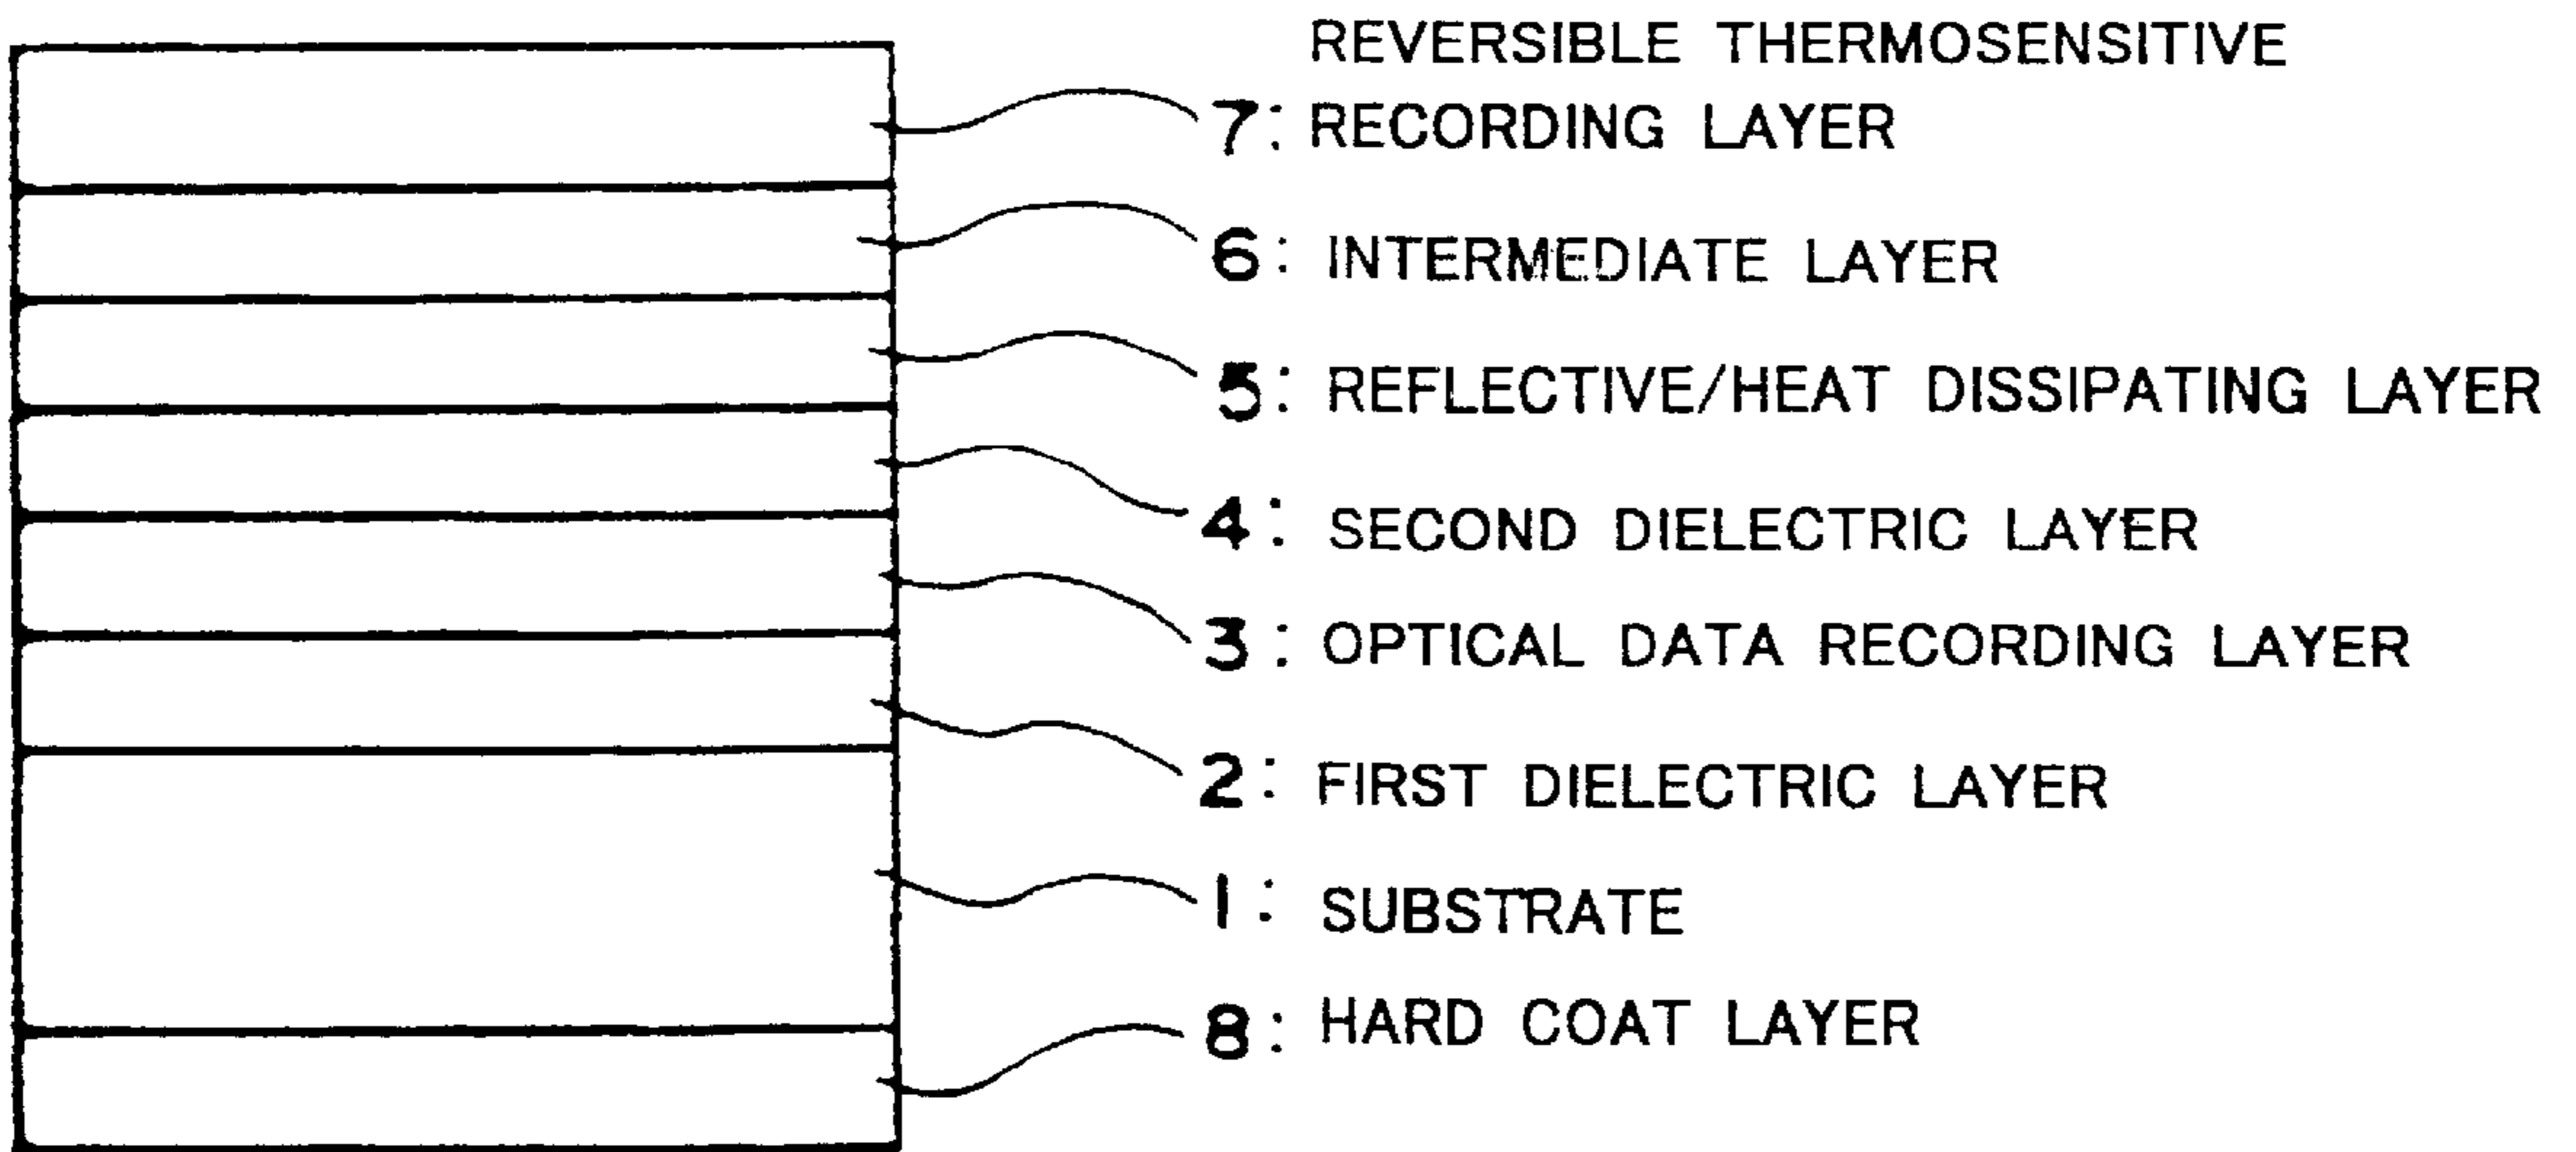 REVERSIBLE THERMOSENSITIVE
7: RECORDING LAYER
6: INTERMEDIATE LAYER
5: REFLECTIVE/HEAT DISSIPATING LAYER
4: SECOND DIELECTRIC LAYER
3: OPTICAL DATA RECORDING LAYER
2: FIRST DIELECTRIC LAYER
1: SUBSTRATE
8: HARD COAT LAYER